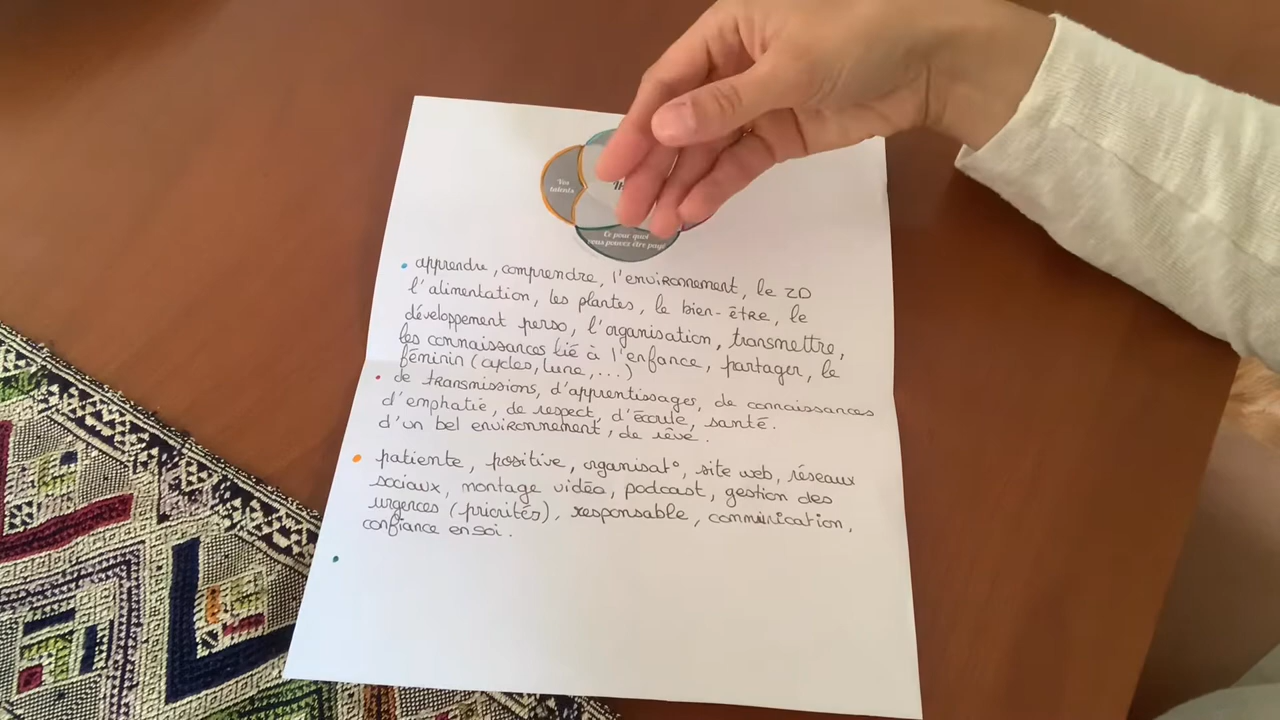 Vos
talents
Ce pour quoi
vous pouvez être payé
apprendre, comprendre, l'environnement, le ZD
l'alimentation, les plantes, le bien-être, le
développement perso, l'organisation, transmettre,
les connaissances lié à l'enfance, partager, le
féminin (cycles, lune, ...)
de transmissions, d'apprentissages, de connaissances
d'emphatie, de respect, d'écoute, santé.
d'un bel environnement, de rêve.
patiente, positive, organisat°, site web, réseaux
sociaux, montage vidéo, podcast, gestion des
urgences (priorités), responsable, communication,
confiance en soi.